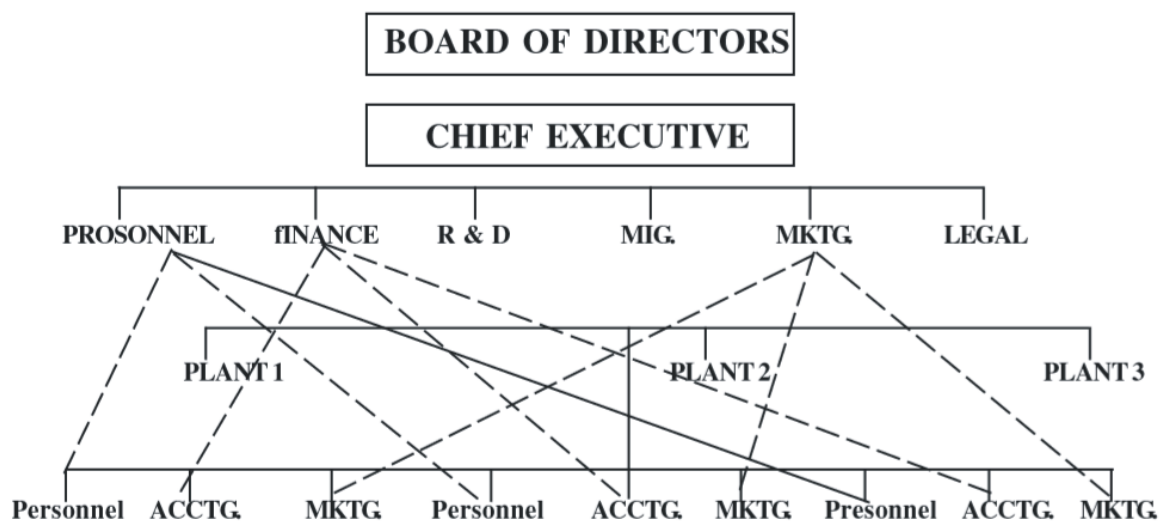 BOARD OF DIRECTORS
CHIEF EXECUTIVE
PROSONNEL fINANCE R & D MIG. MKTG. LEGAL
PLANT 1 PLANT 2 PLANT 3
Personnel ACCTG. MKTG. Personnel ACCTG. MKTG. Presonnel ACCTG. MKTG.